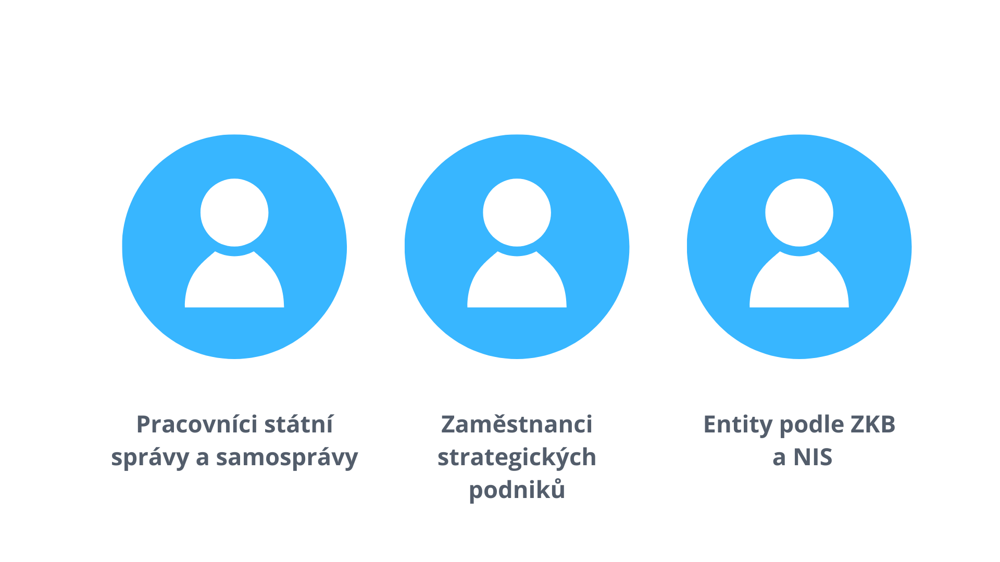 Pracovníci státní
správy a samosprávy
Zaměstnanci
strategických
podniků
Entity podle ZKB
a NIS